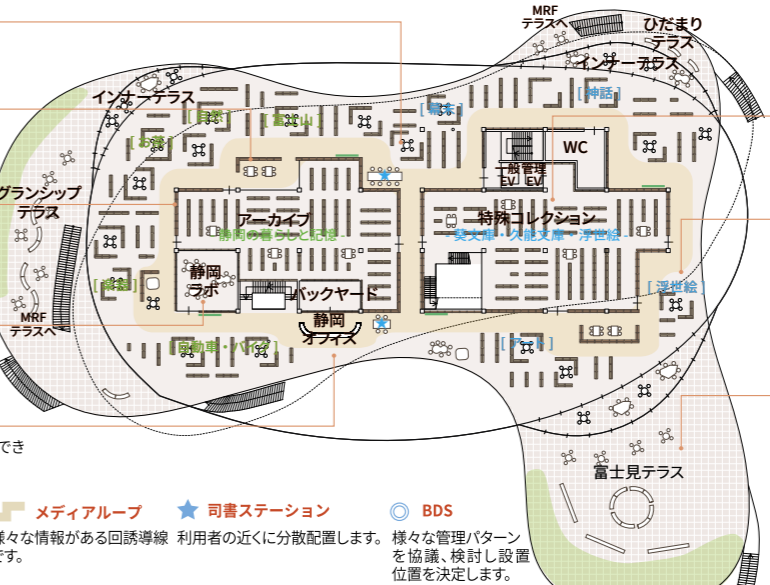 MRF
テラスへ
ひだまり
テラス
インナーテラス
インナーテラス
[ 神話 ]
[ 富士山 ]
[ お茶 ]
WC
一般 管理
EV EV
グランシップ
テラス
アーカイブ
静岡の暮らしと記憶
特殊コレクション
葵文庫・久能文庫・浮世絵
静岡
ラボ
バックヤード
[ 浮世絵 ]
MRF
テラスへ
静岡
オフィス
[ 自動車・バイク ]
[ アート ]
でき
富士見テラス
メディアループ
司書ステーション
BDS
様々な情報がある回誘導線
です。
利用者の近くに分散配置します。
様々な管理パターン
を協議、検討し設置
位置を決定します。